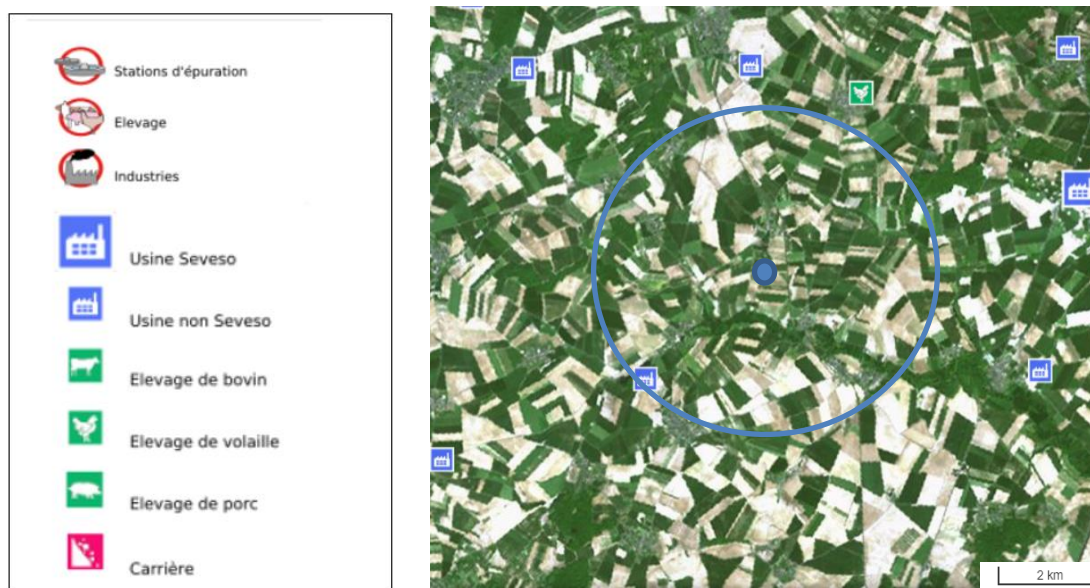 Stations d'épuration
Elevage
Industries
Usine Seveso
Usine non Seveso
Elevage de bovin
Elevage de volaille
Elevage de porc
Carrière
2 km